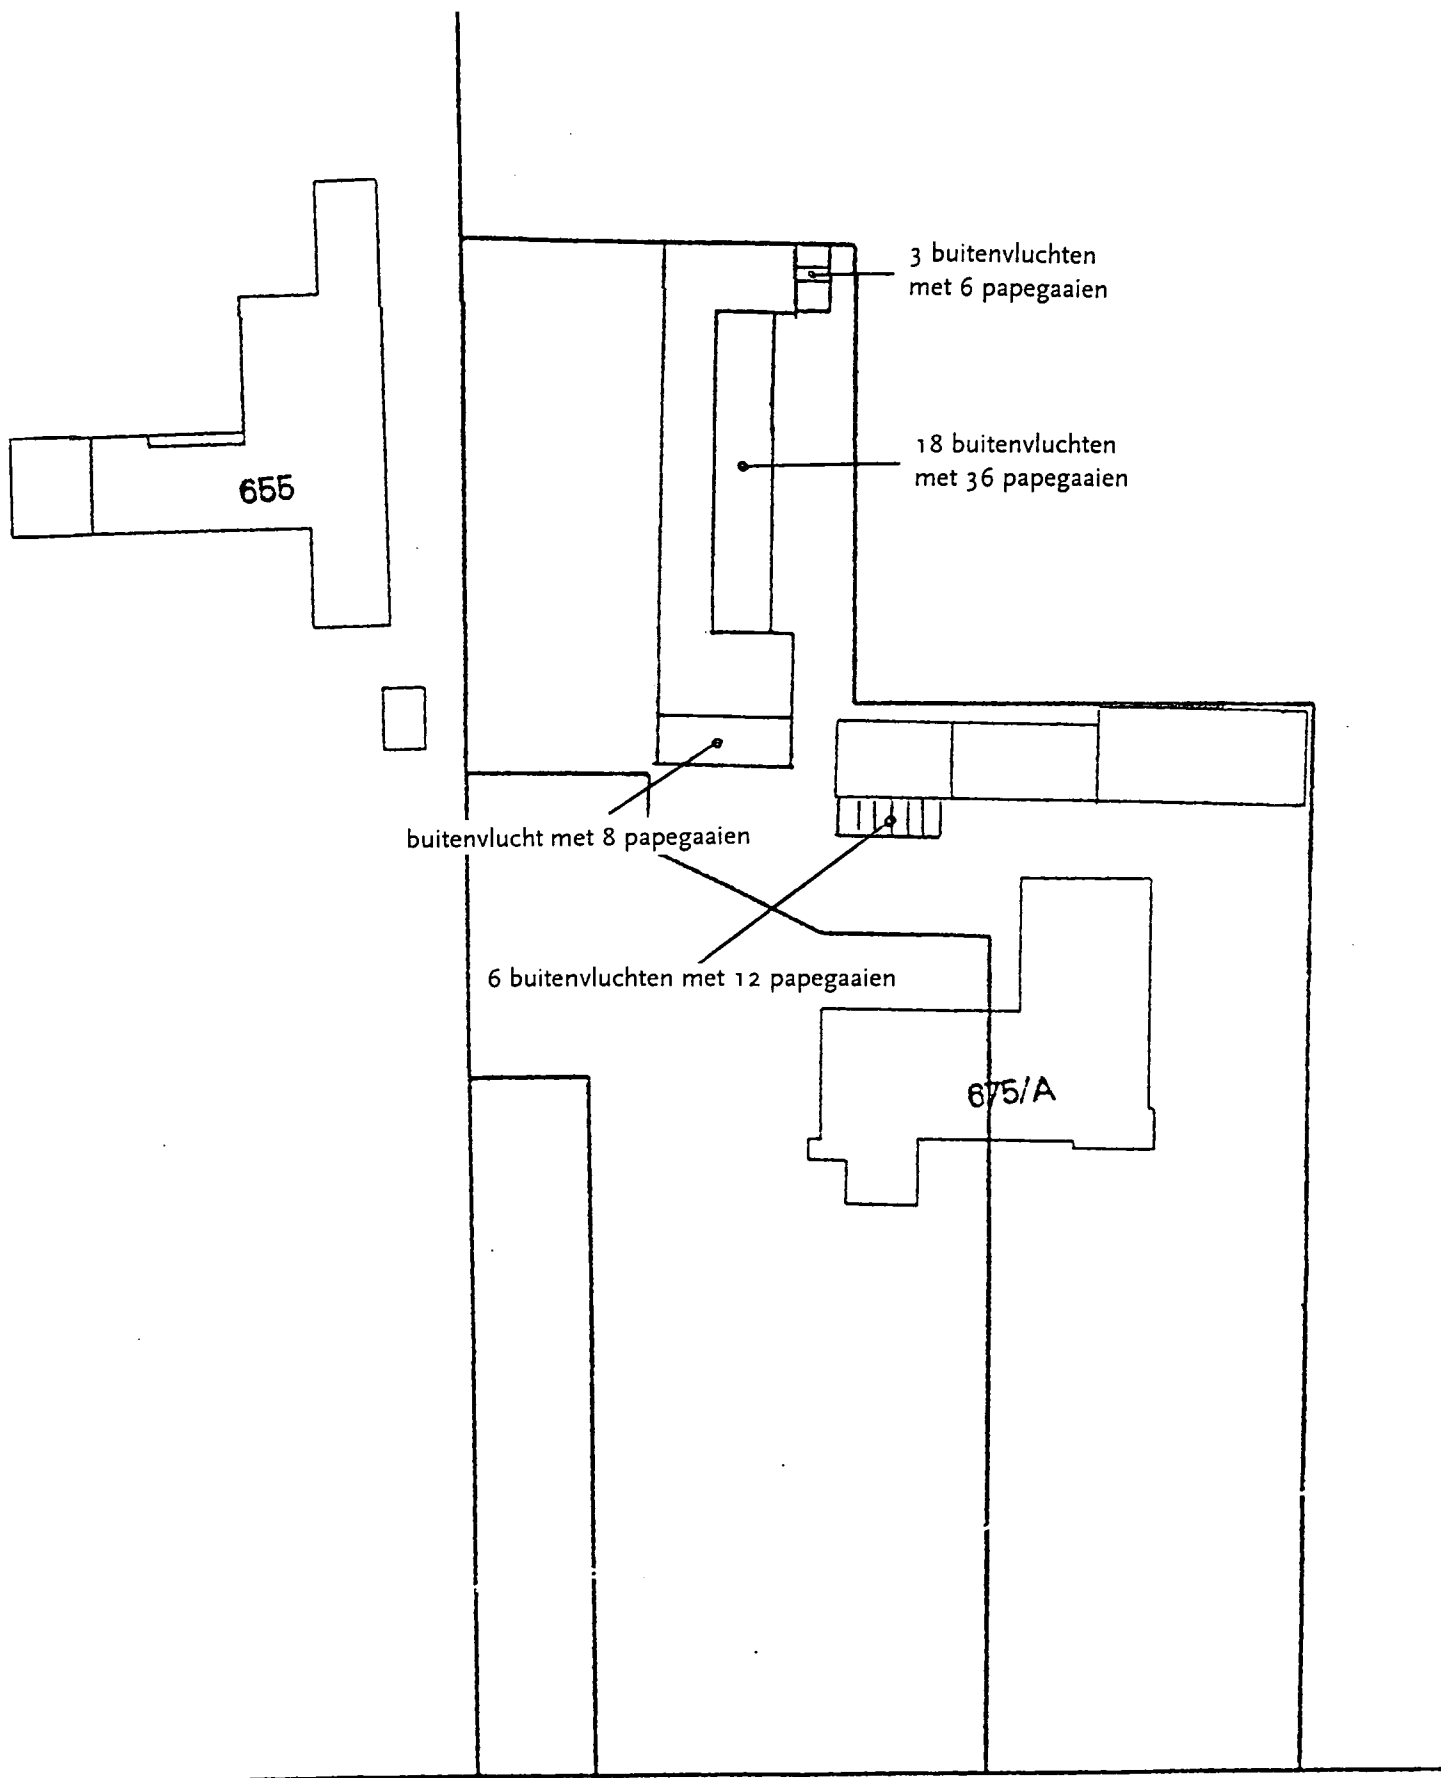 3 buitenvluchten
met 6 papegaaien
18 buitenvluchten
met 36 papegaaien
655
buitenvlucht met 8 papegaaien
6 buitenvluchten met 12 papegaaien
675/A